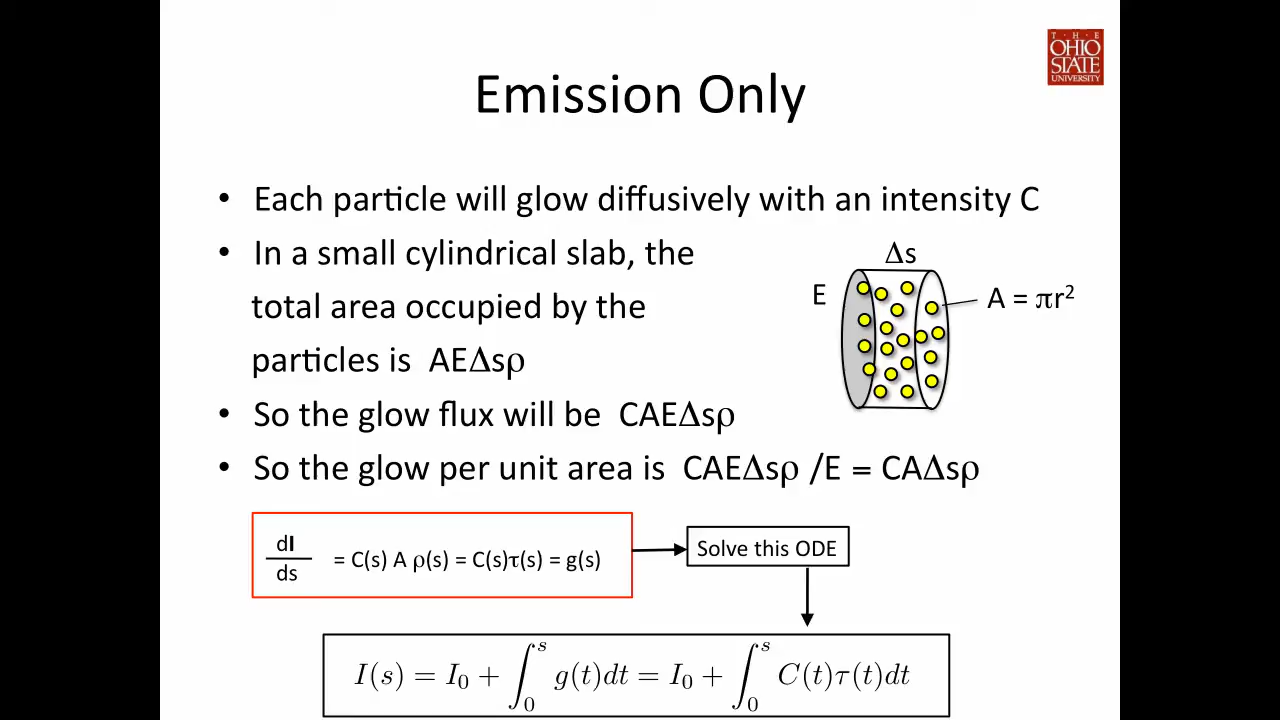 T · H · E
OHIO
STATE
UNIVERSITY
Emission Only
• Each particle will glow diffusively with an intensity C
• In a small cylindrical slab, the
total area occupied by the
particles is AEΔsρ
Δs
E
A = πr²
• So the glow flux will be CAEΔsρ
• So the glow per unit area is CAEΔsρ /E = CAΔsρ
dI
ds
= C(s) A ρ(s) = C(s)τ(s) = g(s)
Solve this ODE
I(s) = I₀ + ∫₀ˢ g(t)dt = I₀ + ∫₀ˢ C(t)τ(t)dt